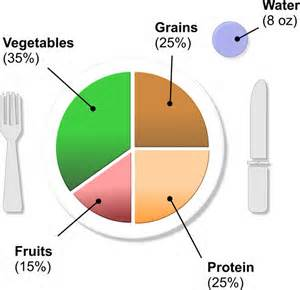 Water
(8 oz)
Grains
(25%)
Vegetables
(35%)
Fruits
(15%)
Protein
(25%)